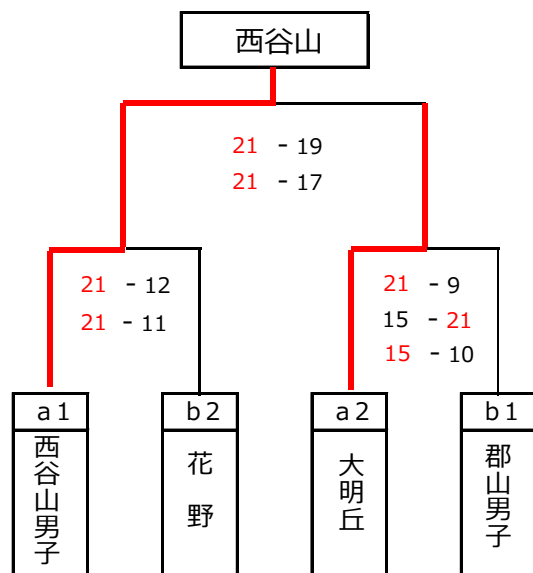 西谷山
21 - 19
21 - 17
21 - 12
21 - 11
21 - 9
15 - 21
15 - 10
a1
b2
a2
b1
西谷山男子
花野
大明丘
郡山男子